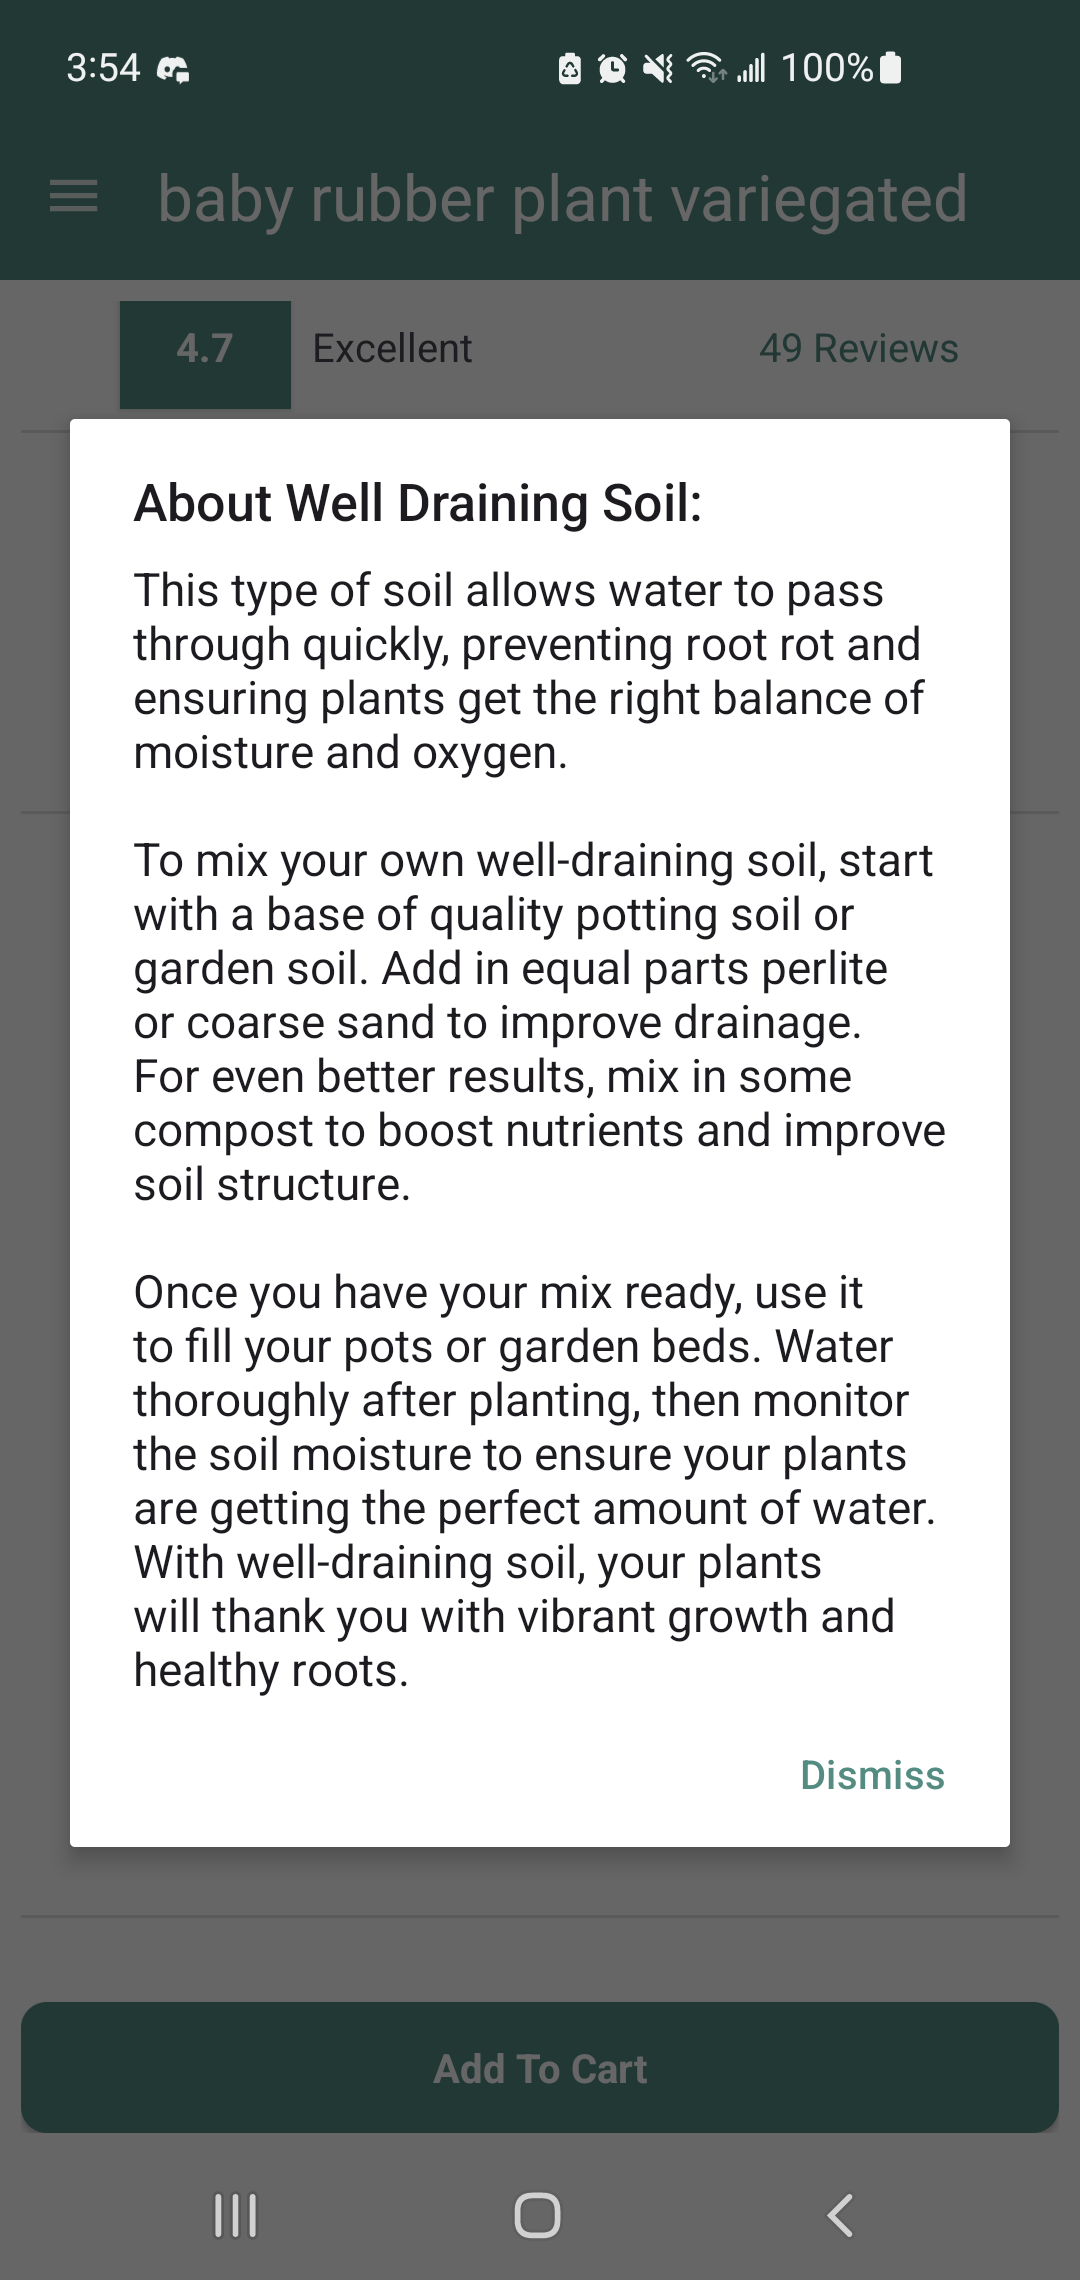 3:54
100%
baby rubber plant variegated
4.7
Excellent
49 Reviews
About Well Draining Soil:
This type of soil allows water to pass
through quickly, preventing root rot and
ensuring plants get the right balance of
moisture and oxygen.
To mix your own well-draining soil, start
with a base of quality potting soil or
garden soil. Add in equal parts perlite
or coarse sand to improve drainage.
For even better results, mix in some
compost to boost nutrients and improve
soil structure.
Once you have your mix ready, use it
to fill your pots or garden beds. Water
thoroughly after planting, then monitor
the soil moisture to ensure your plants
are getting the perfect amount of water.
With well-draining soil, your plants
will thank you with vibrant growth and
healthy roots.
Dismiss
Add To Cart